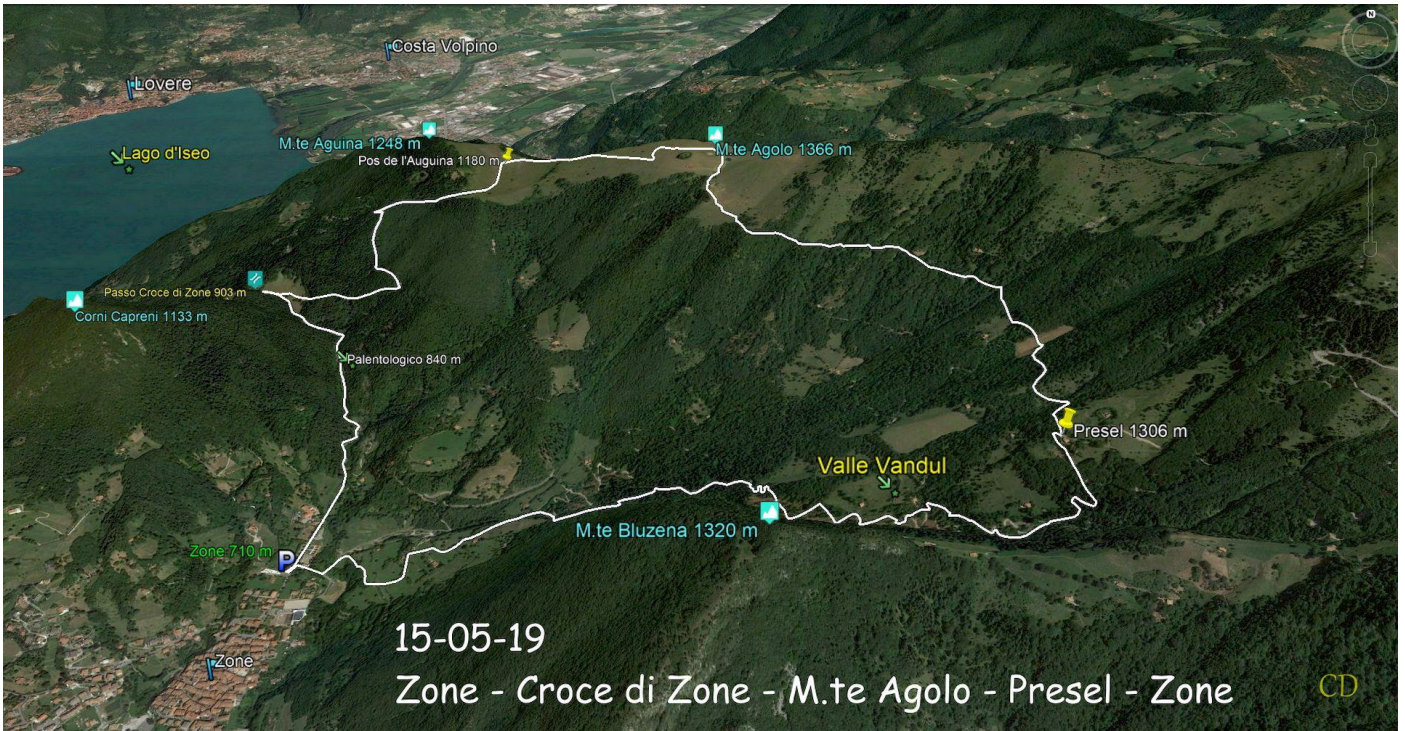 N
Costa Volpino
Lovere
Lago d'Iseo
M.te Aguina 1248 m
Pos de l'Auguina 1180 m
M.te Agolo 1366 m
Passo Croce di Zone 903 m
Corni Capreni 1133 m
Palentologico 840 m
Presel 1306 m
Valle Vandul
M.te Bluzena 1320 m
Zone 710 m
P
Zone
15-05-19
Zone - Croce di Zone - M.te Agolo - Presel - Zone
CD